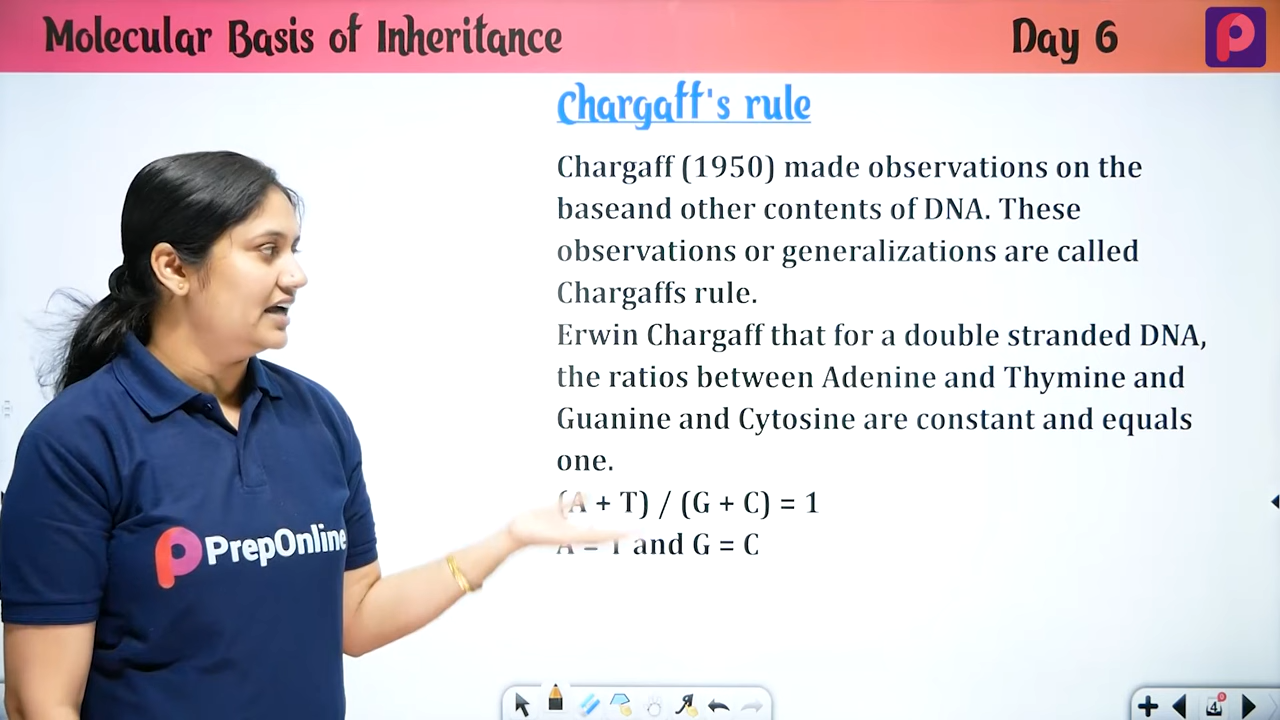 Molecular Basis of Inheritance
Day 6
Chargaff's rule
Chargaff (1950) made observations on the
baseand other contents of DNA. These
observations or generalizations are called
Chargaffs rule.
Erwin Chargaff that for a double stranded DNA,
the ratios between Adenine and Thymine and
Guanine and Cytosine are constant and equals
one.
(A + T) / (G + C) = 1
A = T and G = C
PrepOnline
4